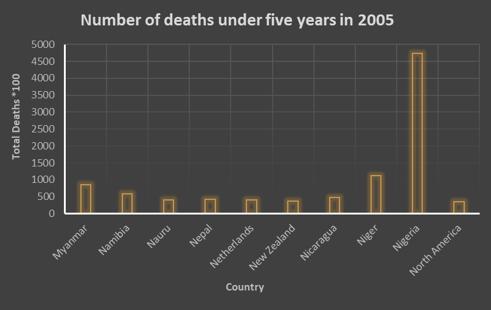 Number of deaths under five years in 2005
Total Deaths *100
5000
4500
4000
3500
3000
2500
2000
1500
1000
500
0
Myanmar
Namibia
Nauru
Nepal
Netherlands
New Zealand
Nicaragua
Niger
Nigeria
North America
Country